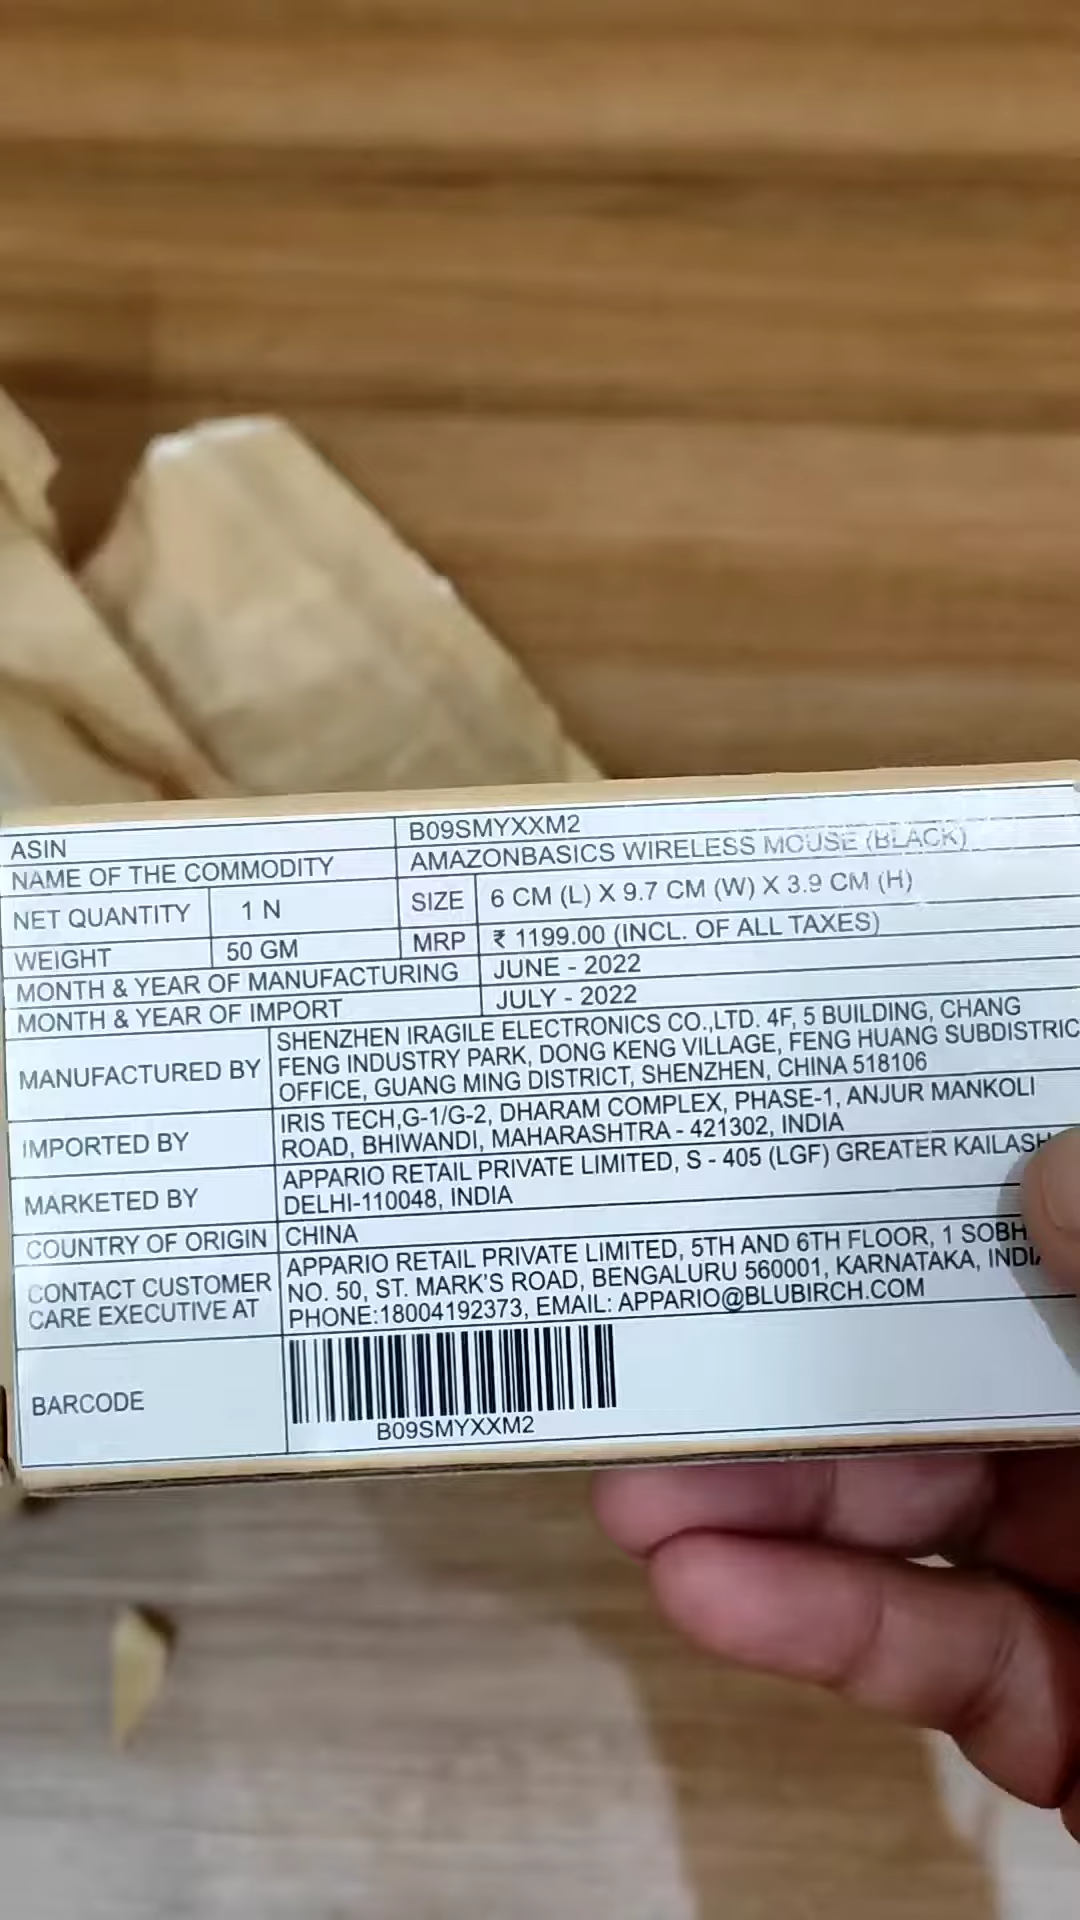 ASIN B09SMYXXM2
NAME OF THE COMMODITY AMAZONBASICS WIRELESS MOUSE (BLACK)
NET QUANTITY 1 N SIZE 6 CM (L) X 9.7 CM (W) X 3.9 CM (H)
WEIGHT 50 GM MRP ₹ 1199.00 (INCL. OF ALL TAXES)
MONTH & YEAR OF MANUFACTURING JUNE - 2022
MONTH & YEAR OF IMPORT JULY - 2022
MANUFACTURED BY
SHENZHEN IRAGILE ELECTRONICS CO.,LTD. 4F, 5 BUILDING, CHANG
FENG INDUSTRY PARK, DONG KENG VILLAGE, FENG HUANG SUBDISTRIC
OFFICE, GUANG MING DISTRICT, SHENZHEN, CHINA 518106
IMPORTED BY
IRIS TECH,G-1/G-2, DHARAM COMPLEX, PHASE-1, ANJUR MANKOLI
ROAD, BHIWANDI, MAHARASHTRA - 421302, INDIA
MARKETED BY
APPARIO RETAIL PRIVATE LIMITED, S - 405 (LGF) GREATER KAILASH
DELHI-110048, INDIA
COUNTRY OF ORIGIN CHINA
CONTACT CUSTOMER
CARE EXECUTIVE AT
APPARIO RETAIL PRIVATE LIMITED, 5TH AND 6TH FLOOR, 1 SOBH
NO. 50, ST. MARK'S ROAD, BENGALURU 560001, KARNATAKA, INDI
PHONE:18004192373, EMAIL: APPARIO@BLUBIRCH.COM
BARCODE
B09SMYXXM2